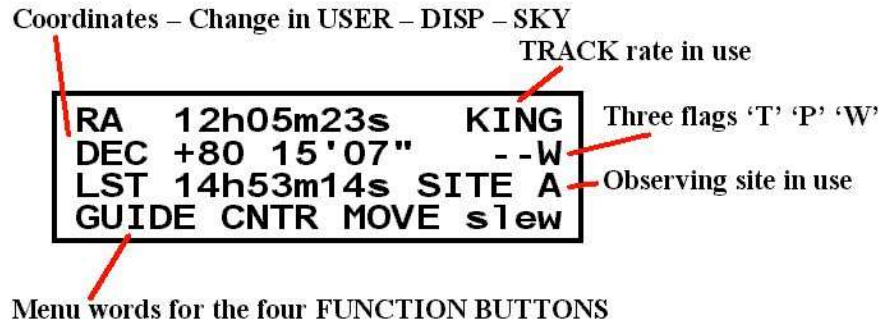 Coordinates – Change in USER – DISP – SKY
TRACK rate in use
RA 12h05m23s KING
Three flags ‘T’ ‘P’ ‘W’
DEC +80 15'07" --W
LST 14h53m14s SITE A
Observing site in use
GUIDE CNTR MOVE slew
Menu words for the four FUNCTION BUTTONS